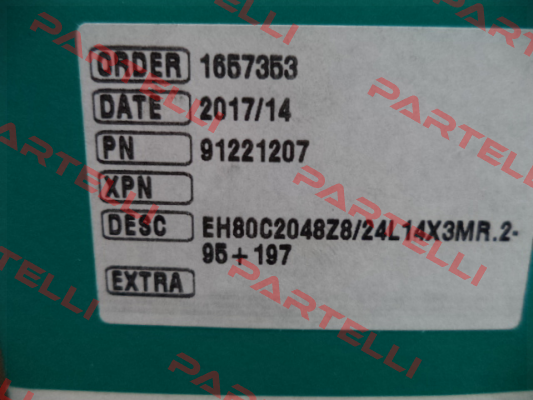 ORDER 1657353
DATE 2017/14
PN 91221207
XPN
DESC EH80C2048Z8/24L14X3MR.2-
95+197
EXTRA
PARTELLI
PARTELLI
PARTELLI
PARTELLI
PARTELLI